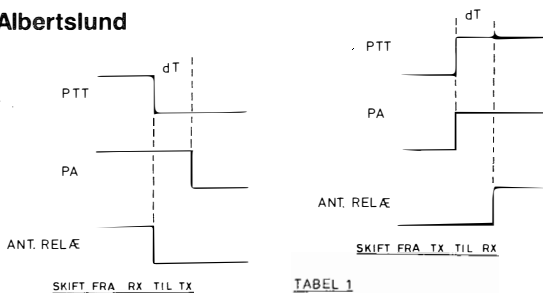 Albertslund
dT
PTT
PA
ANT. RELÆ
SKIFT FRA RX TIL TX
dT
PTT
PA
ANT. RELÆ
SKIFT FRA TX TIL RX
TABEL 1